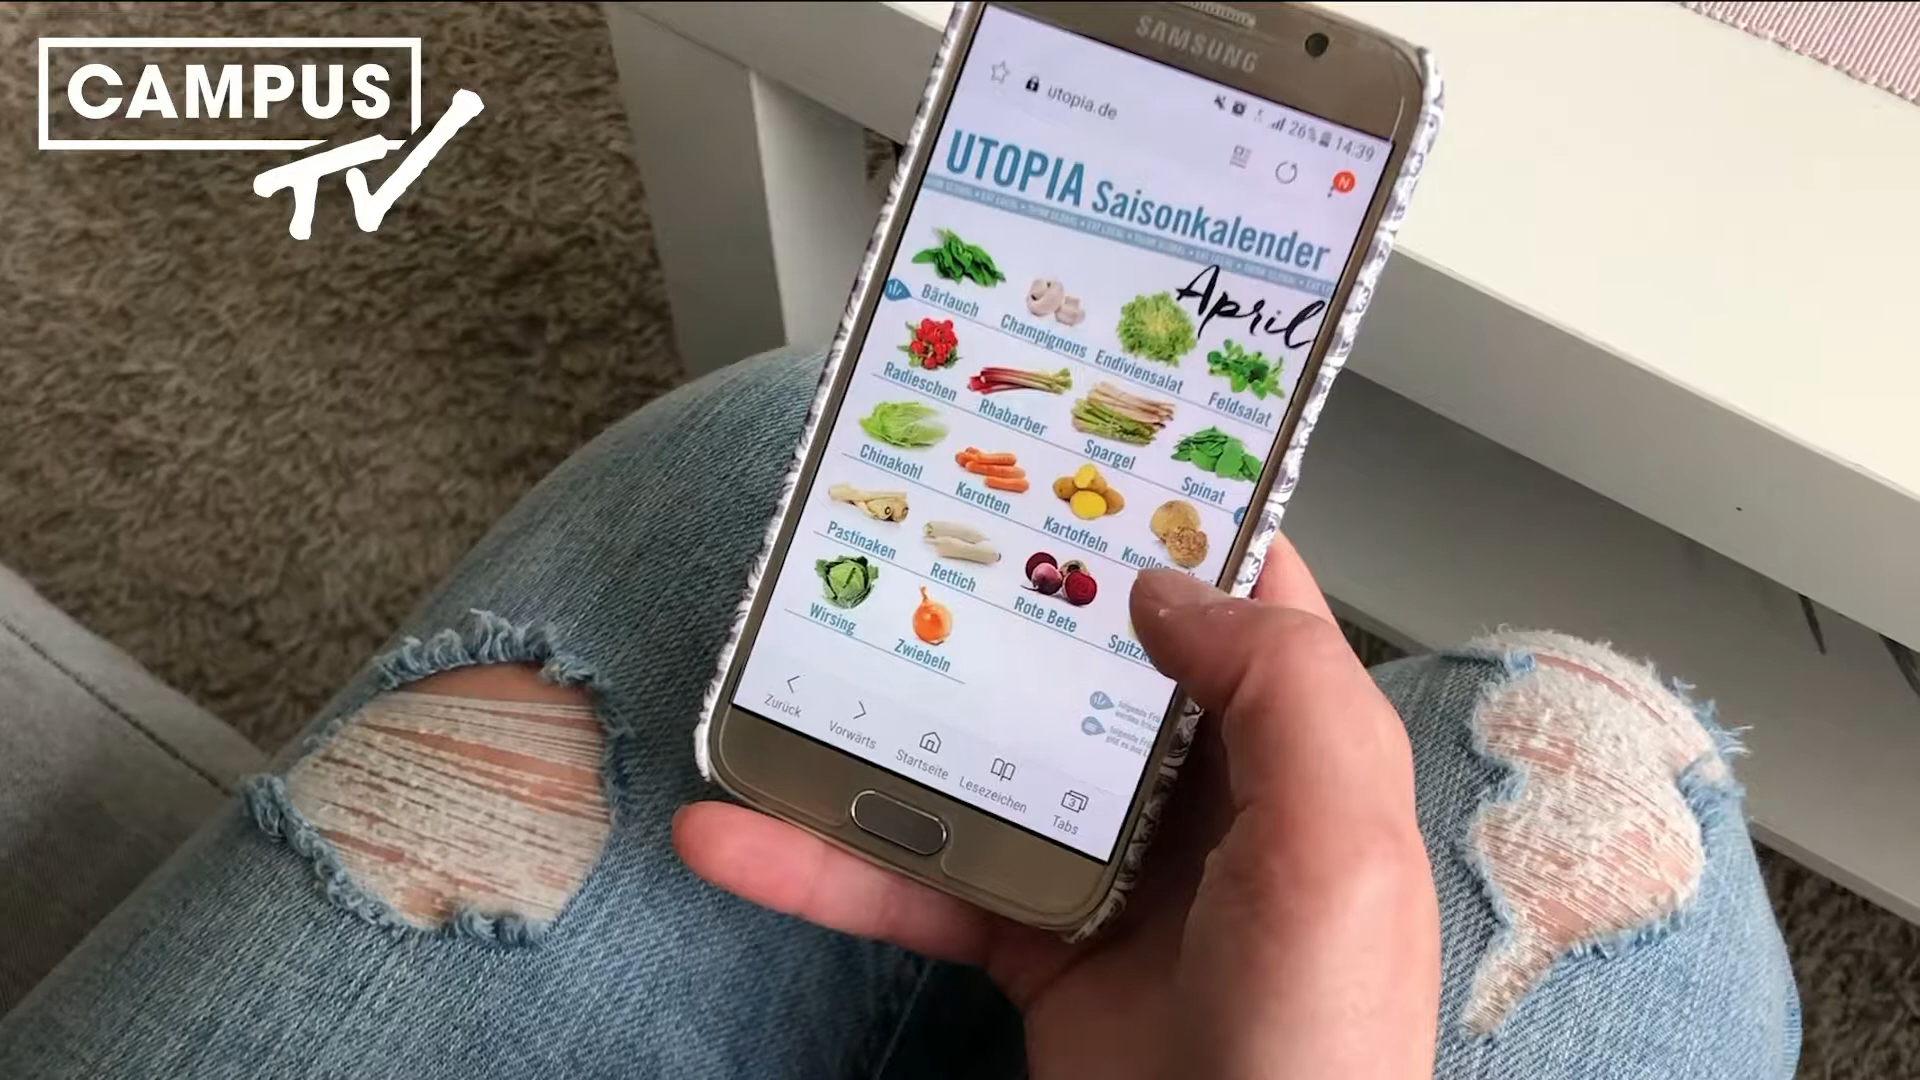 CAMPUS
TV
SAMSUNG
utopia.de
26% 14:39
N
UTOPIA Saisonkalender
April
Bärlauch
Champignons
Endiviensalat
Feldsalat
Radieschen
Rhabarber
Spargel
Spinat
Chinakohl
Karotten
Kartoffeln
Pastinaken
Rettich
Rote Bete
Wirsing
Zwiebeln
Zurück
Vorwärts
Startseite
Lesezeichen
3
Tabs